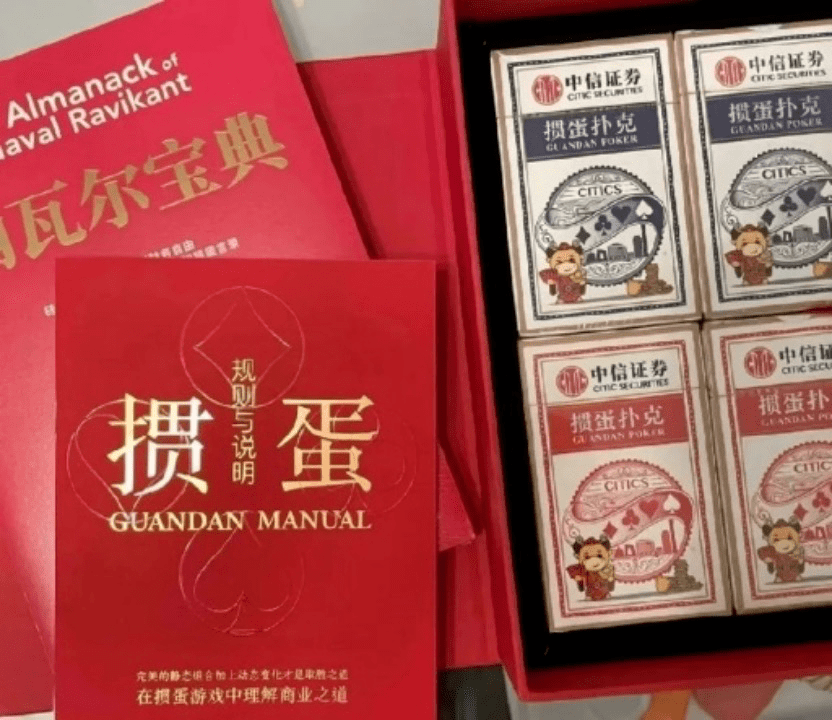 Almanack of
aval Ravikant
瓦尔宝典
规则与说明
掼 蛋
GUANDAN MANUAL
完美的静态组合加上动态变化才是取胜之道
在掼蛋游戏中理解商业之道
中信证券
CITIC SECURITIES
掼蛋扑克
GUANDAN POKER
CITICS
中信证券
CITIC SECURITIES
掼蛋扑克
GUANDAN POKER
CITICS
中信证券
CITIC SECURITIES
掼蛋扑克
GUANDAN POKER
CITICS
中信证
CITIC SECUR
掼蛋扑
GUANDAN PO
CITIC